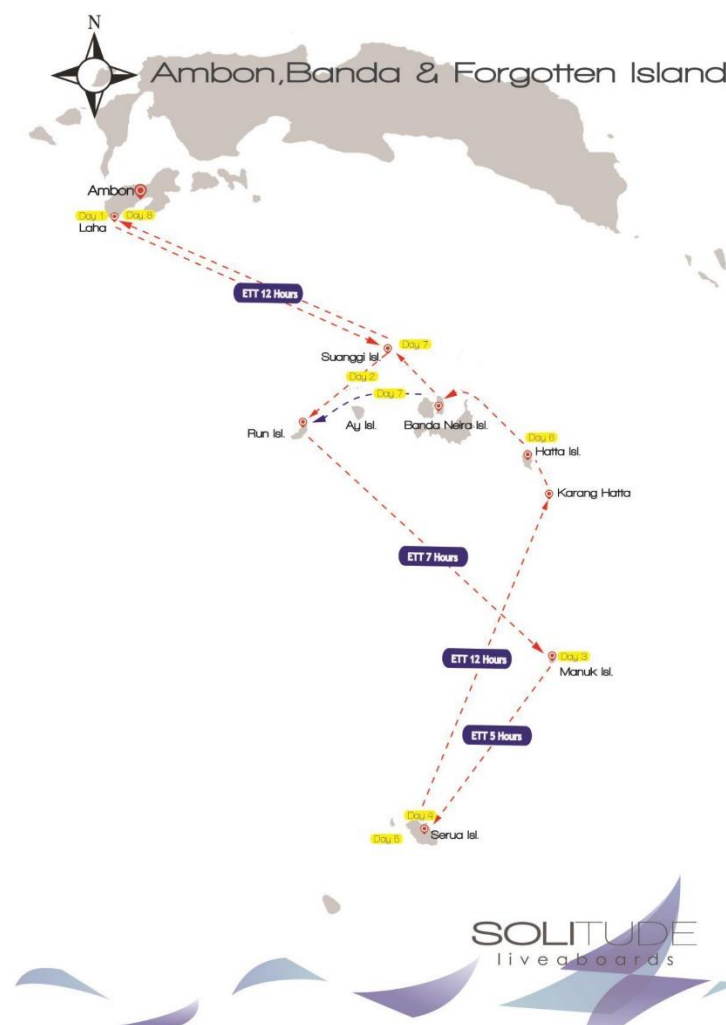 N
Ambon,Banda & Forgotten Island
Ambon
Day 1
Day 8
Laha
ETT 12 Hours
Day 7
Suanggi Isl.
Day 2
Day 7
Run Isl.
Ay Isl.
Banda Neira Isl.
Day 6
Hatta Isl.
Karang Hatta
ETT 7 Hours
ETT 12 Hours
Day 3
Manuk Isl.
ETT 5 Hours
Day 4
Day 5
Serua Isl.
SOLITUDE
liveaboards